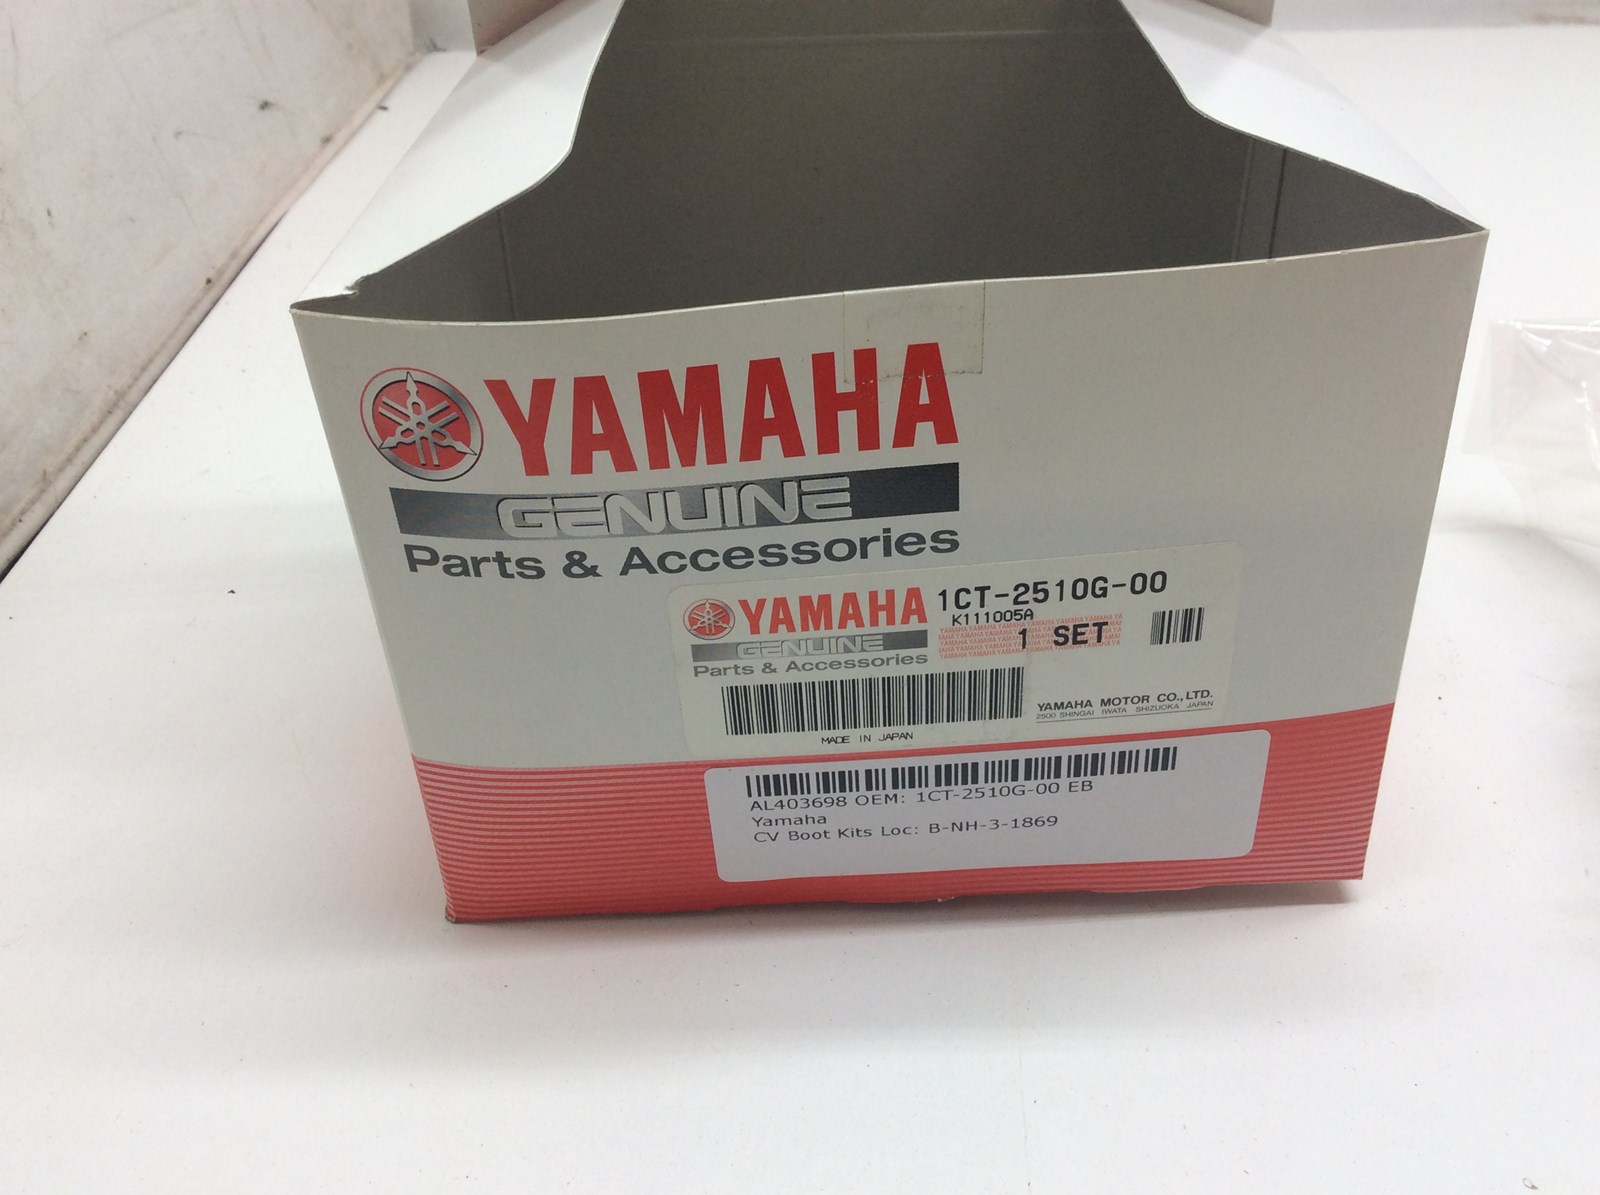 YAMAHA
GENUINE
Parts & Accessories
YAMAHA
GENUINE
Parts & Accessories
1CT-2510G-00
K111005A
1 SET
MADE IN JAPAN
YAMAHA MOTOR CO., LTD.
2500 SHINGAI IWATA SHIZUOKA JAPAN
AL403698 OEM: 1CT-2510G-00 EB
Yamaha
CV Boot Kits Loc: B-NH-3-1869